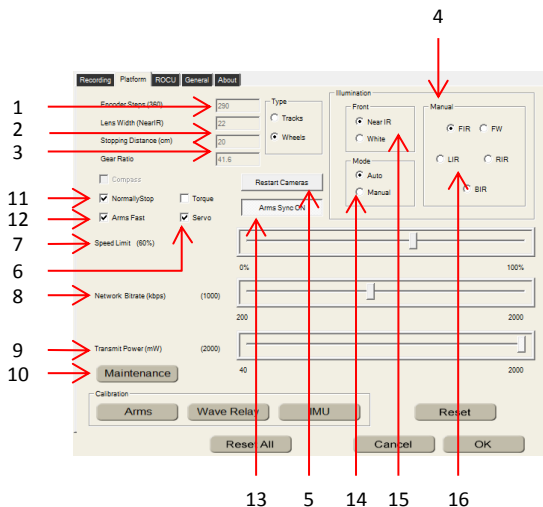 4
Recording Platform ROCU General About
Illumination
1 Encoder Steps (360) 290 Type Front Manual
2 Lens Width (NearIR) 22 Tracks Near IR FIR FW
3 Stopping Distance (cm) 20 Wheels White
Gear Ratio 41.6 Mode LIR RIR
Compass Restart Cameras Auto BIR
11 NormallyStop Torque Manual
12 Arms Fast Servo Arms Sync ON
7 Speed Limit (60%)
6 0% 100%
8 Network Bitrate (kbps) (1000)
200 2000
9 Transmit Power (mW) (2000)
10 Maintenance 40 2000
Calibration
Arms Wave Relay IMU Reset
Reset All Cancel OK
13 5 14 15 16